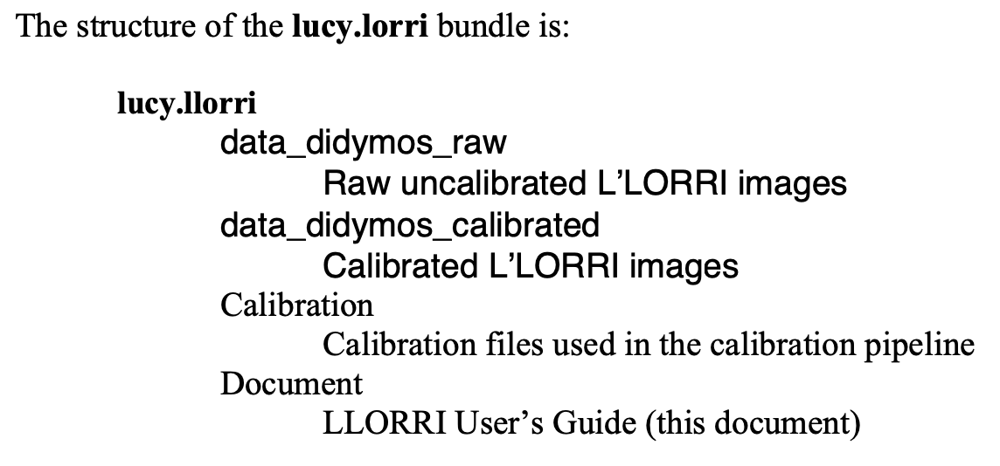 The structure of the lucy.lorri bundle is:
lucy.llorri
data_didymos_raw
Raw uncalibrated L’LORRI images
data_didymos_calibrated
Calibrated L’LORRI images
Calibration
Calibration files used in the calibration pipeline
Document
LLORRI User’s Guide (this document)